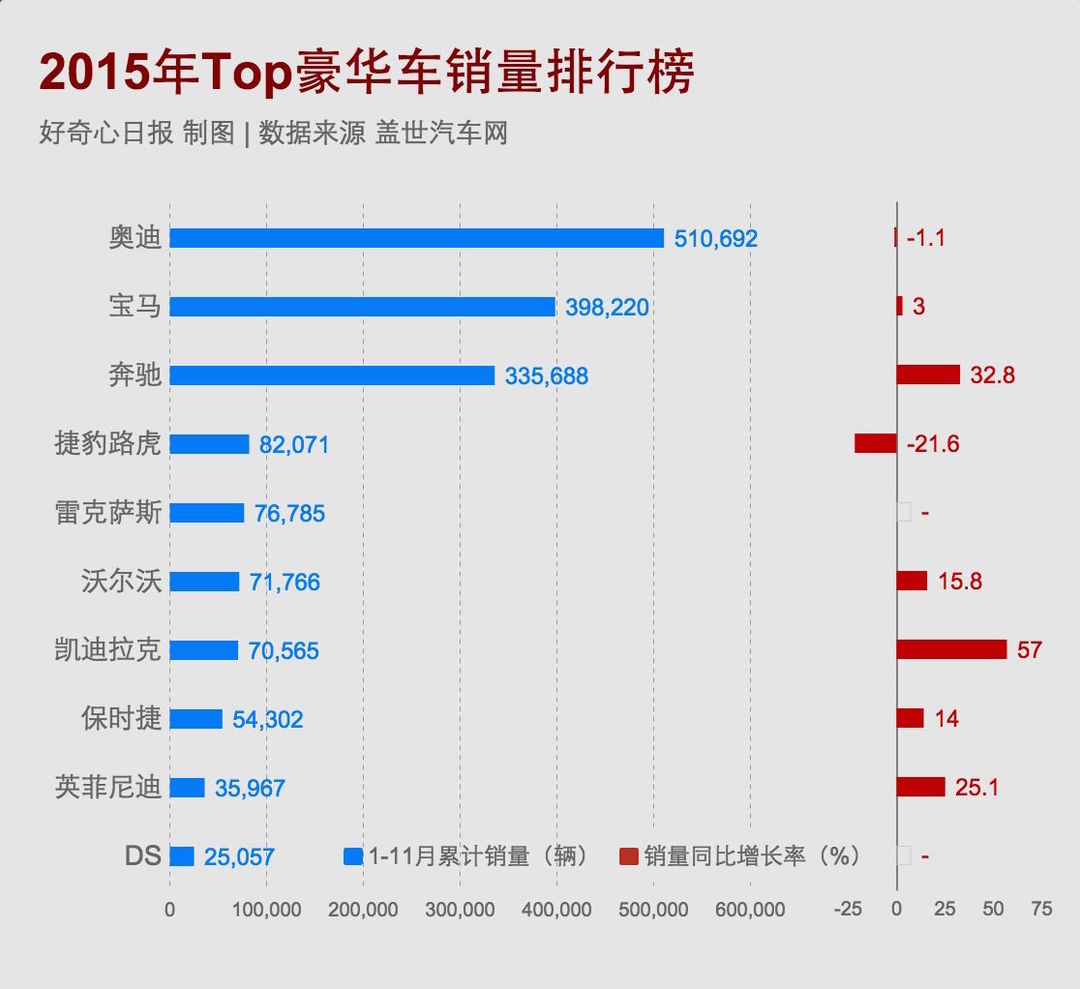 2015年Top豪华车销量排行榜
好奇心日报 制图 | 数据来源 盖世汽车网
奥迪 510,692 -1.1
宝马 398,220 3
奔驰 335,688 32.8
捷豹路虎 82,071 -21.6
雷克萨斯 76,785 -
沃尔沃 71,766 15.8
凯迪拉克 70,565 57
保时捷 54,302 14
英菲尼迪 35,967 25.1
DS 25,057 1-11月累计销量（辆） 销量同比增长率（%） -
0 100,000 200,000 300,000 400,000 500,000 600,000 -25 0 25 50 75